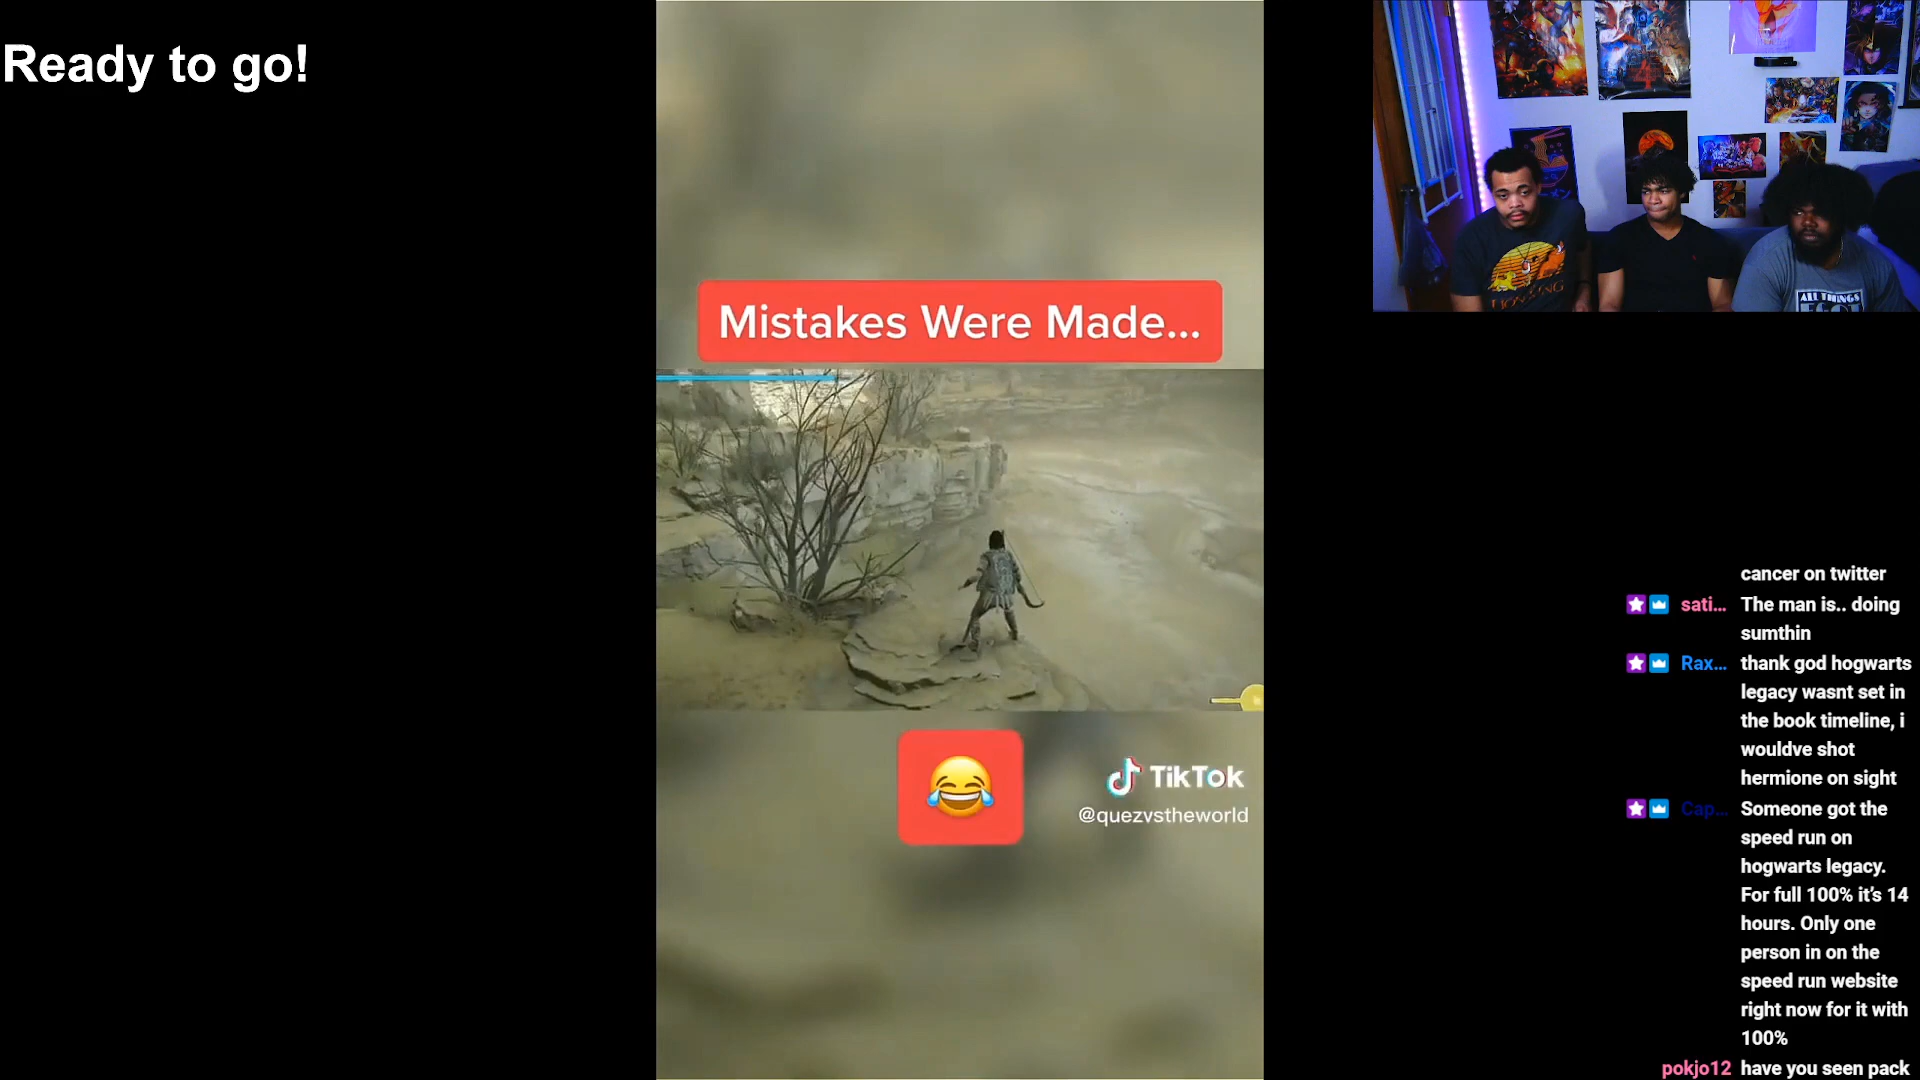 Ready to go!
Mistakes Were Made...
TikTok
@quezvstheworld
ALL THINGS
cancer on twitter
sati... The man is.. doing
sumthin
Rax... thank god hogwarts
legacy wasnt set in
the book timeline, i
wouldve shot
hermione on sight
Cap... Someone got the
speed run on
hogwarts legacy.
For full 100% it's 14
hours. Only one
person in on the
speed run website
right now for it with
100%
pokjo12 have you seen pack